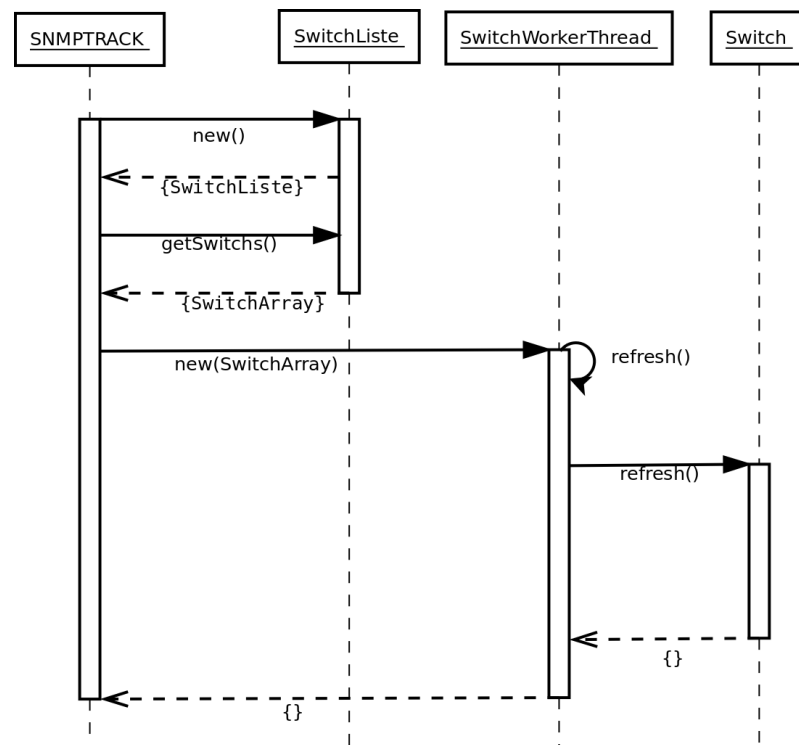 SNMPTRACK
SwitchListe
SwitchWorkerThread
Switch
new()
{SwitchListe}
getSwitchs()
{SwitchArray}
new(SwitchArray)
refresh()
refresh()
{}
{}